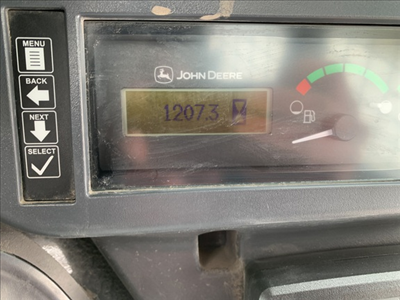 MENU
BACK
NEXT
SELECT
JOHN DEERE
1207.3